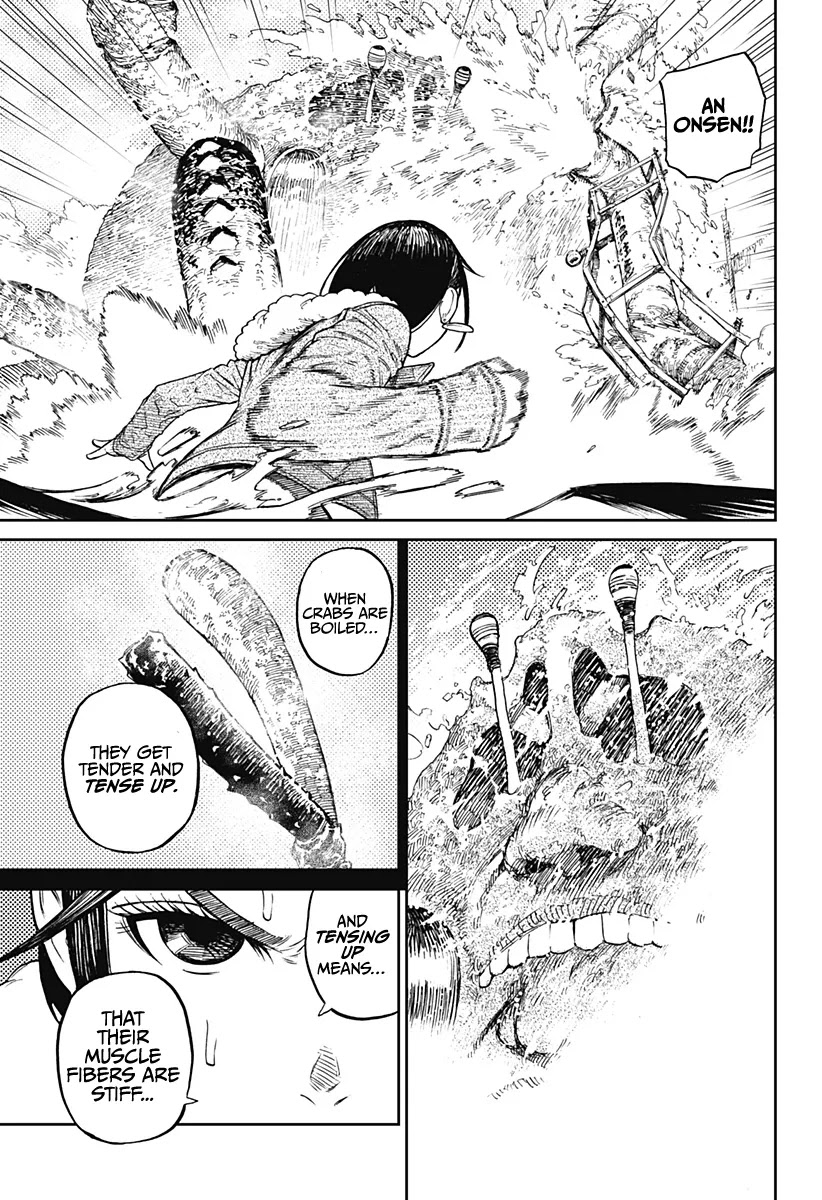 AN
ONSEN!!
WHEN
CRABS ARE
BOILED...
THEY GET
TENDER AND
TENSE UP.
AND
TENSING
UP
MEANS...
THAT
THEIR
MUSCLE
FIBERS ARE
STIFF...